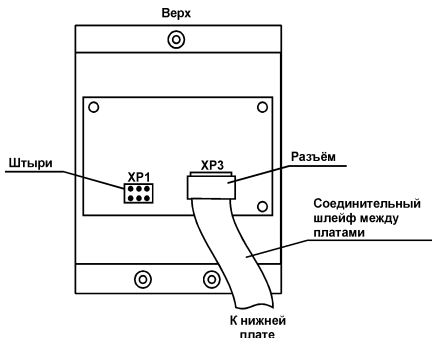 Верх
Штыри
XP1
XP3
Разъём
Соединительный
шлейф между
платами
К нижней
плате